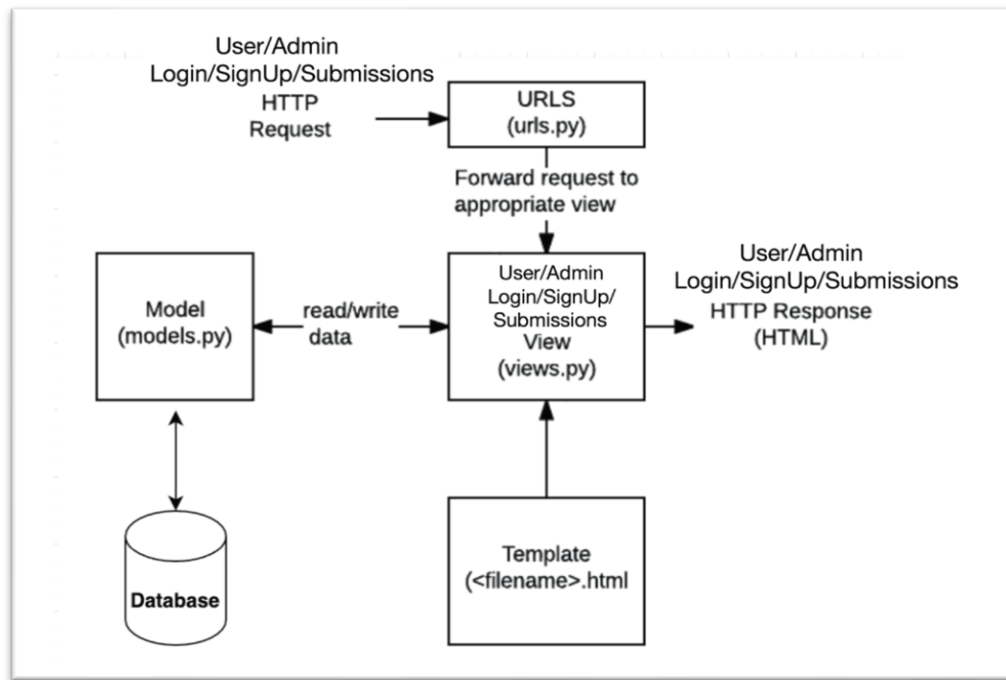 User/Admin
Login/SignUp/Submissions
HTTP
Request
URLS
(urls.py)
Forward request to
appropriate view
User/Admin
Login/SignUp/
Submissions
View
(views.py)
Model
(models.py)
read/write
data
User/Admin
Login/SignUp/Submissions
HTTP Response
(HTML)
Database
Template
(<filename>.html